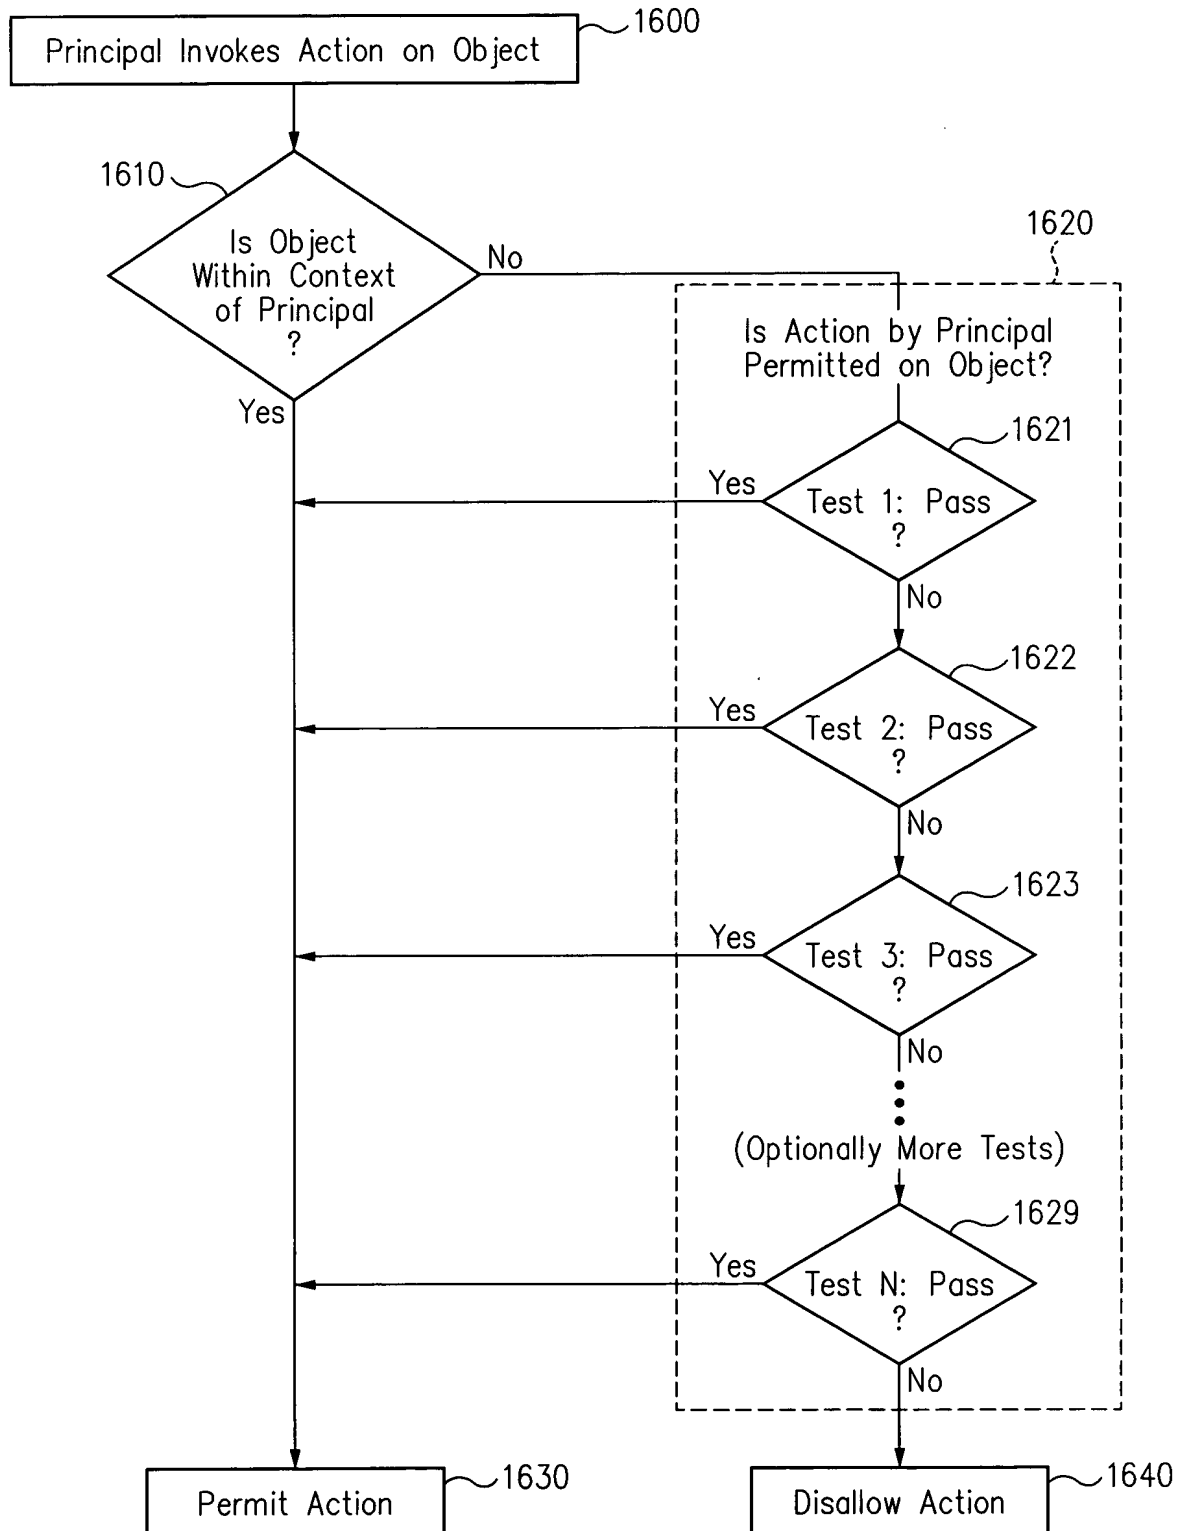 Principal Invokes Action on Object
1600
1610
Is Object
Within Context
of Principal
?
No
Yes
1620
Is Action by Principal
Permitted on Object?
1621
Yes
Test 1: Pass
?
No
1622
Yes
Test 2: Pass
?
No
1623
Yes
Test 3: Pass
?
No
(Optionally More Tests)
1629
Yes
Test N: Pass
?
No
Permit Action
1630
Disallow Action
1640